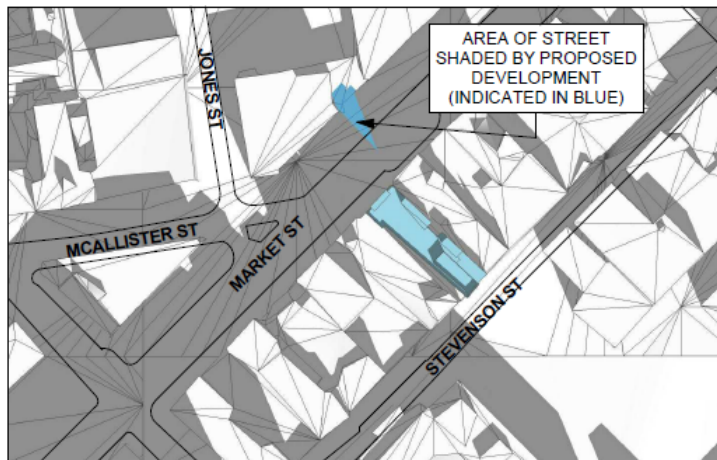 AREA OF STREET
SHADED BY PROPOSED
DEVELOPMENT
(INDICATED IN BLUE)
JONES ST
MCALLISTER ST
MARKET ST
STEVENSON ST